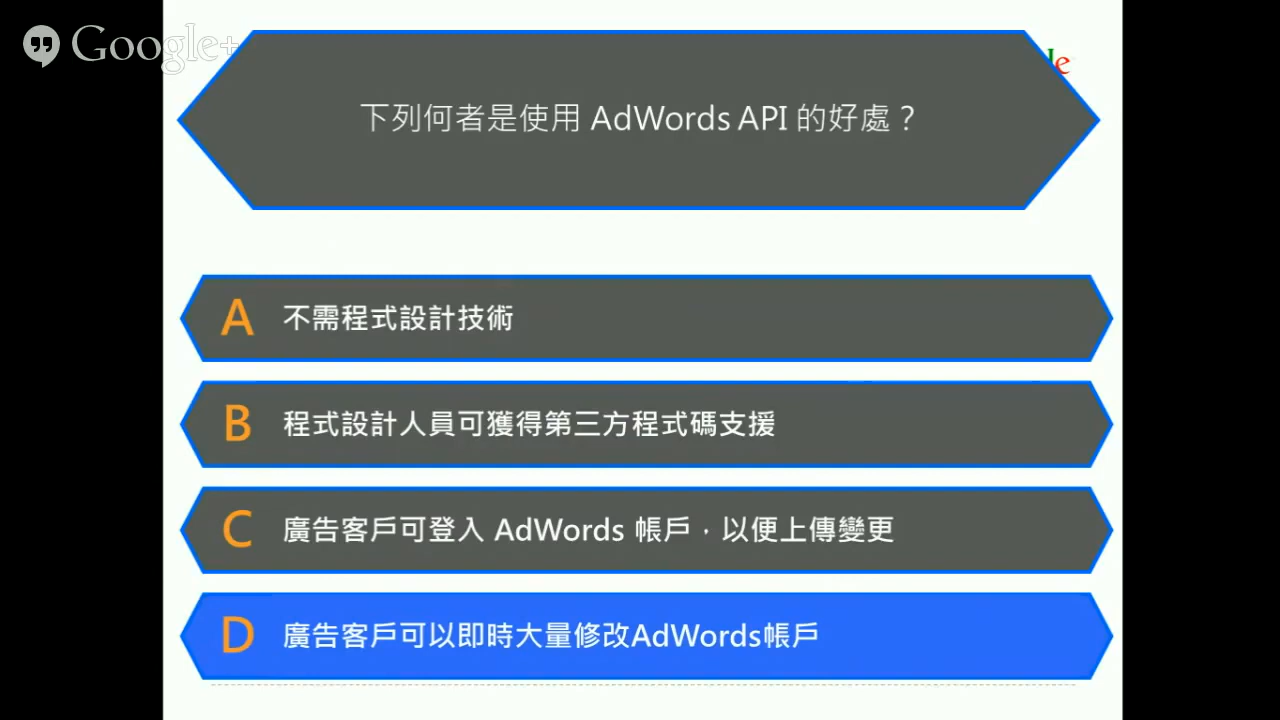 Google+
下列何者是使用 AdWords API 的好處？
A 不需程式設計技術
B 程式設計人員可獲得第三方程式碼支援
C 廣告客戶可登入 AdWords 帳戶，以便上傳變更
D 廣告客戶可以即時大量修改AdWords帳戶